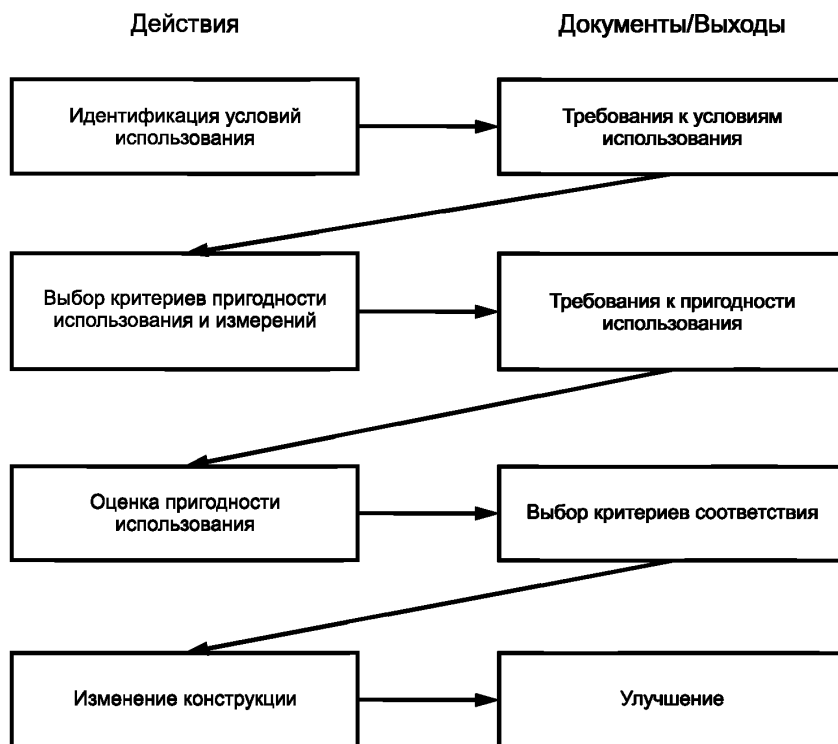 Действия
Документы/Выходы
Идентификация условий
использования
Требования к условиям
использования
Выбор критериев пригодности
использования и измерений
Требования к пригодности
использования
Оценка пригодности
использования
Выбор критериев соответствия
Изменение конструкции
Улучшение